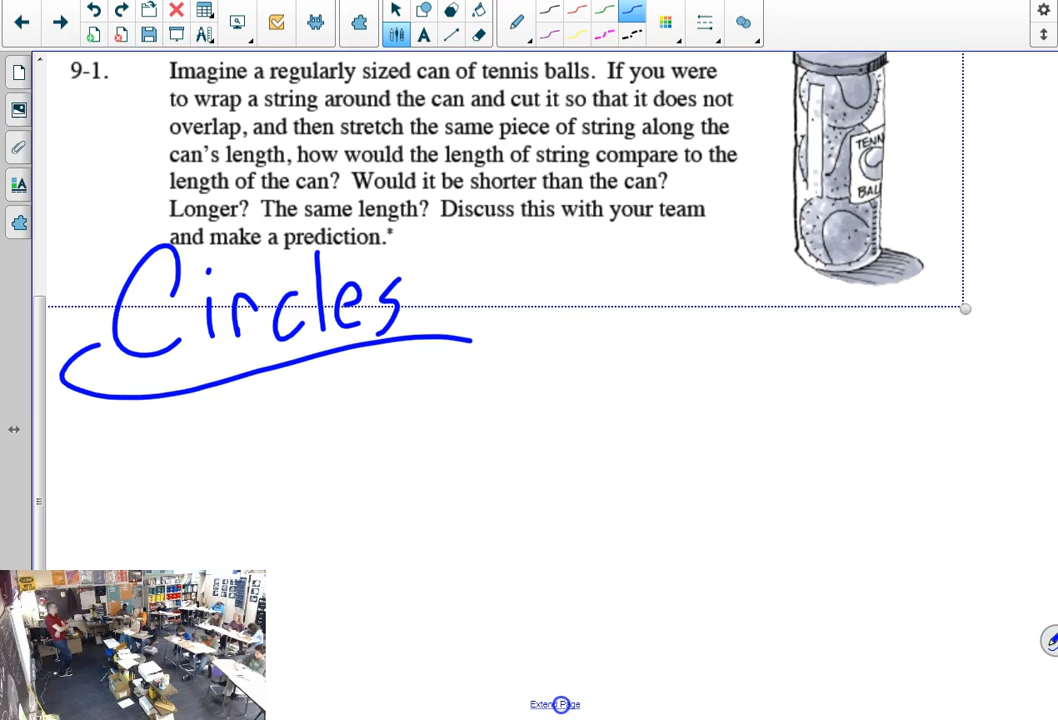 9-1. Imagine a regularly sized can of tennis balls. If you were
to wrap a string around the can and cut it so that it does not
overlap, and then stretch the same piece of string along the
can's length, how would the length of string compare to the
length of the can? Would it be shorter than the can?
Longer? The same length? Discuss this with your team
and make a prediction.*
TENN
BAL
Circles
Extend Page